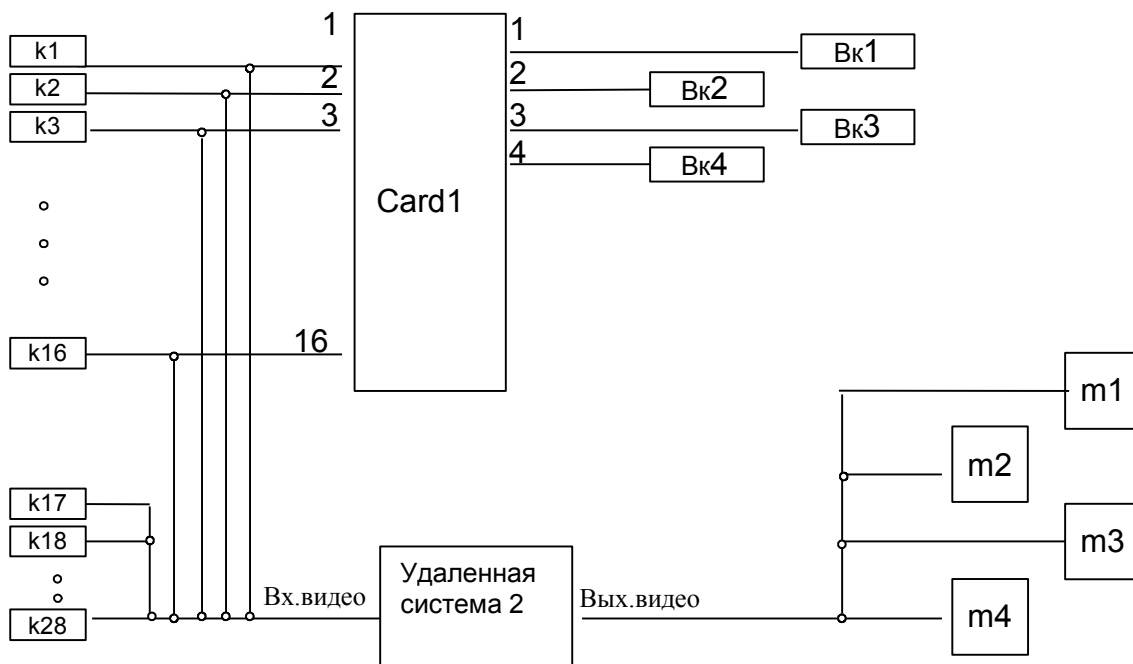 k1
k2
k3
k16
k17
k18
k28
1
2
3
16
Card1
1
2
3
4
Вк1
Вк2
Вк3
Вк4
Вх.видео
Удаленная
система 2
Вых.видео
m1
m2
m3
m4